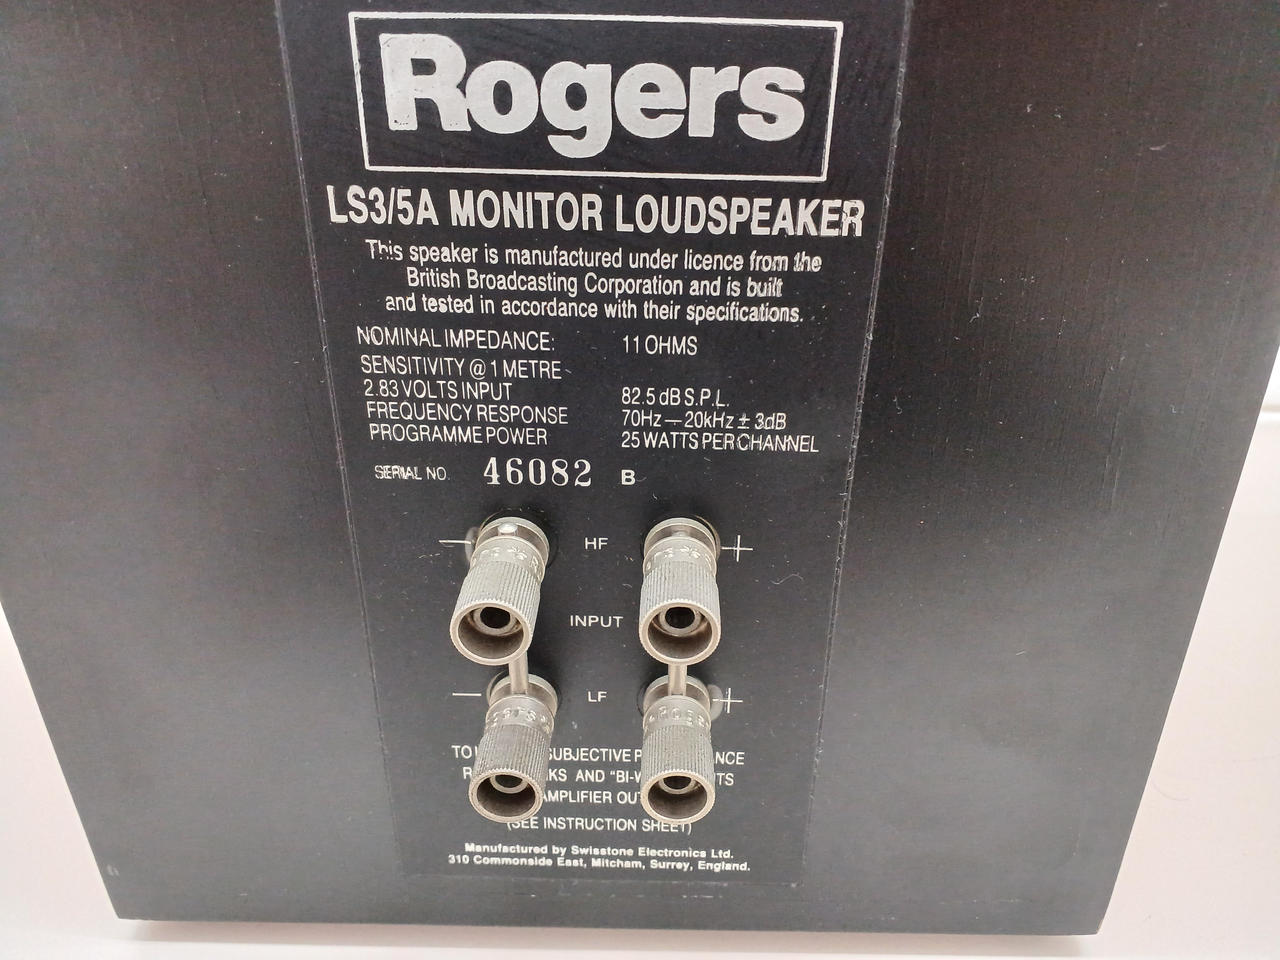 Rogers
LS3/5A MONITOR LOUDSPEAKER
This speaker is manufactured under licence from the
British Broadcasting Corporation and is built
and tested in accordance with their specifications.
NOMINAL IMPEDANCE: 11 OHMS
SENSITIVITY @ 1 METRE
2.83 VOLTS INPUT 82.5 dB S.P.L.
FREQUENCY RESPONSE 70Hz — 20kHz ± 3dB
PROGRAMME POWER 25 WATTS PER CHANNEL
SERIAL NO. 46082 B
— HF +
INPUT
— LF +
TO SUBJECTIVE
AND
AMPLIFIER
(SEE INSTRUCTION SHEET)
Manufactured by Swisstone Electronics Ltd.
310 Commonside East, Mitcham, Surrey, England.